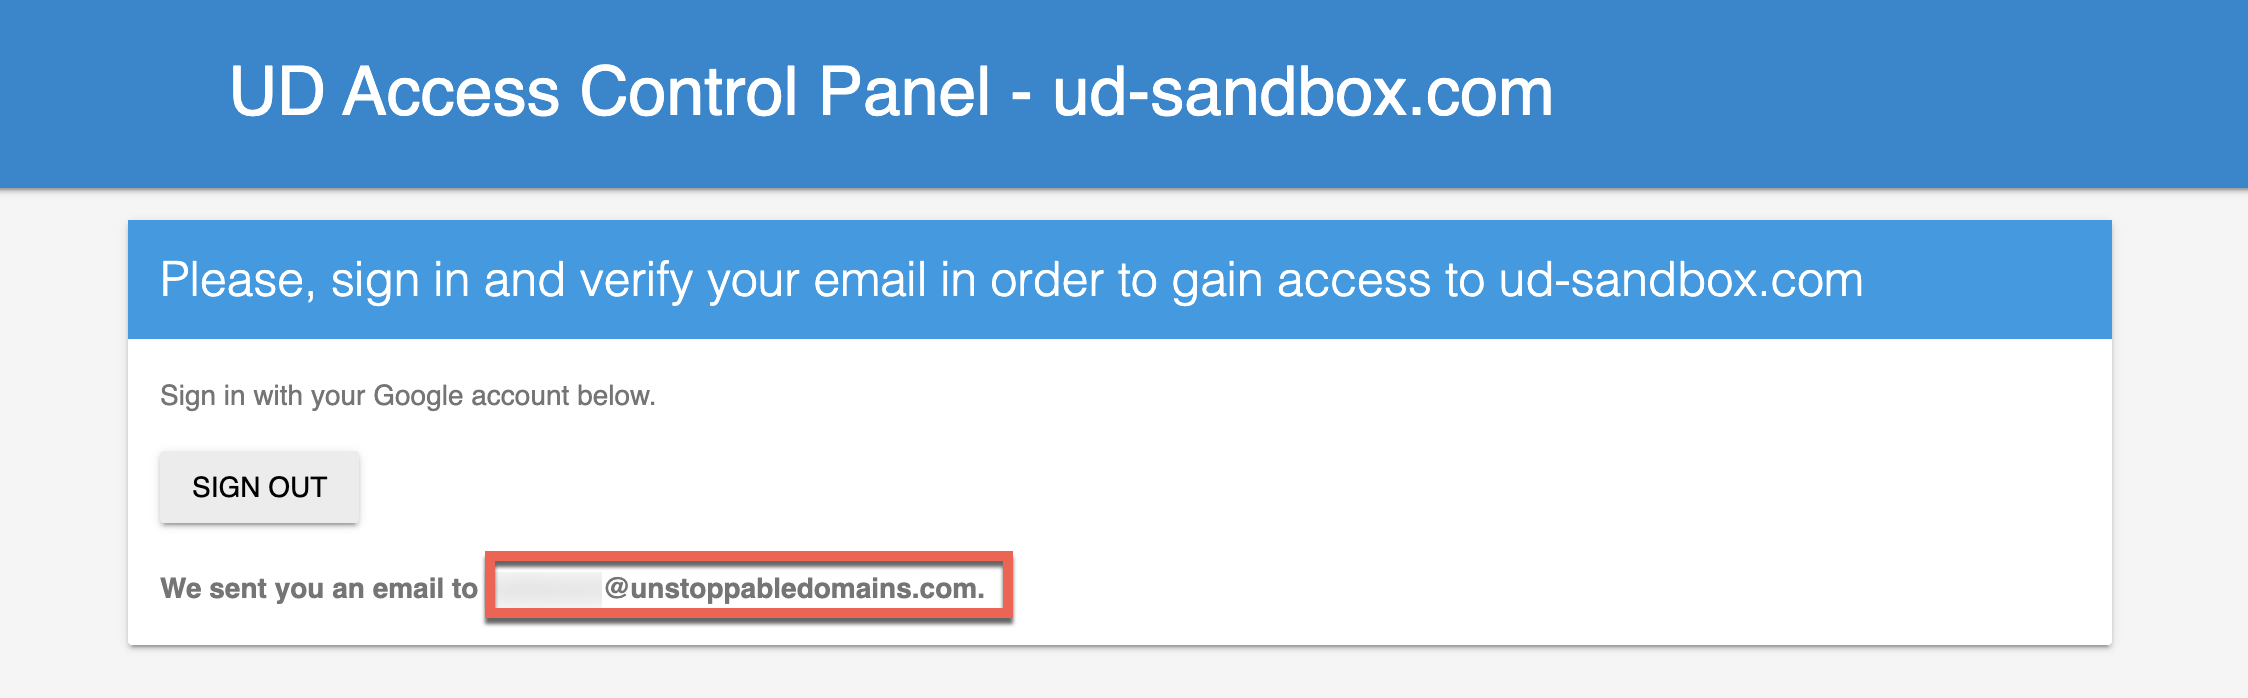 UD Access Control Panel - ud-sandbox.com
Please, sign in and verify your email in order to gain access to ud-sandbox.com
Sign in with your Google account below.
SIGN OUT
We sent you an email to @unstoppabledomains.com.